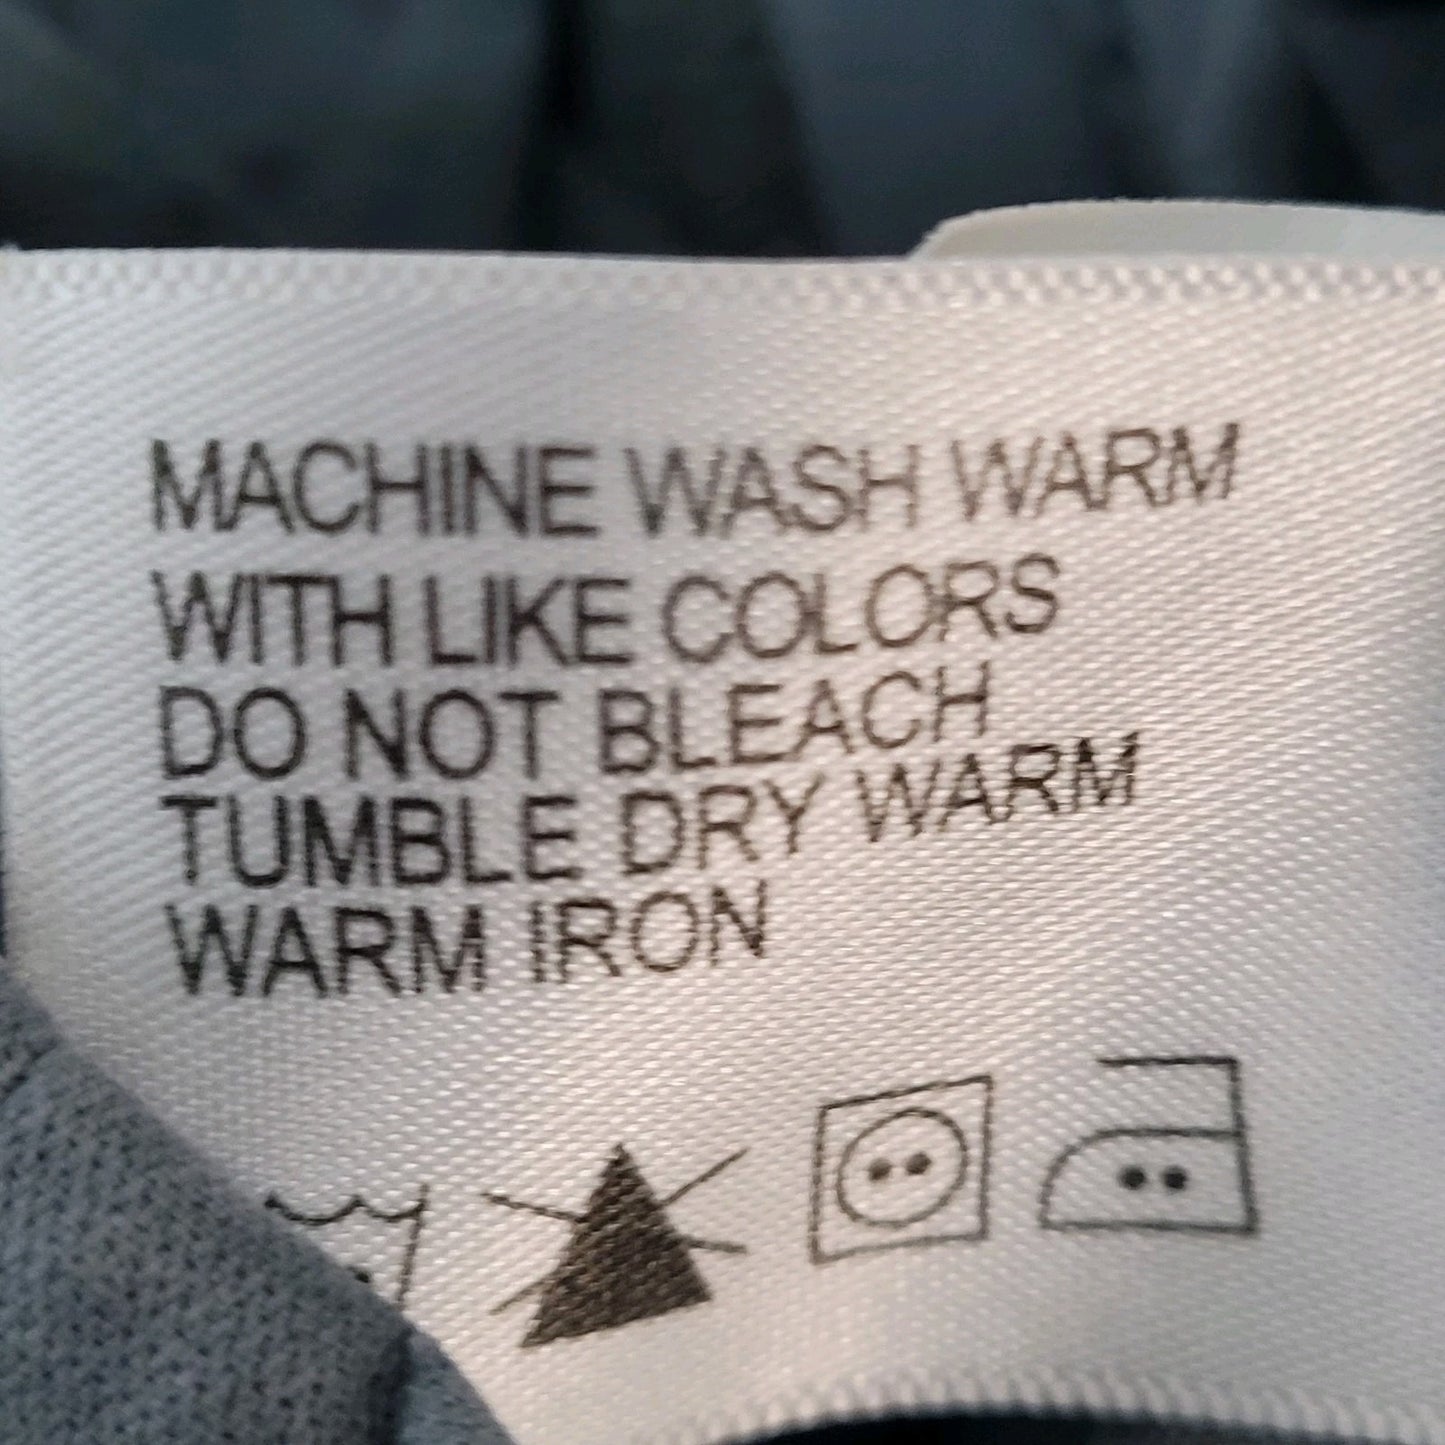 MACHINE WASH WARM
WITH LIKE COLORS
DO NOT BLEACH
TUMBLE DRY WARM
WARM IRON